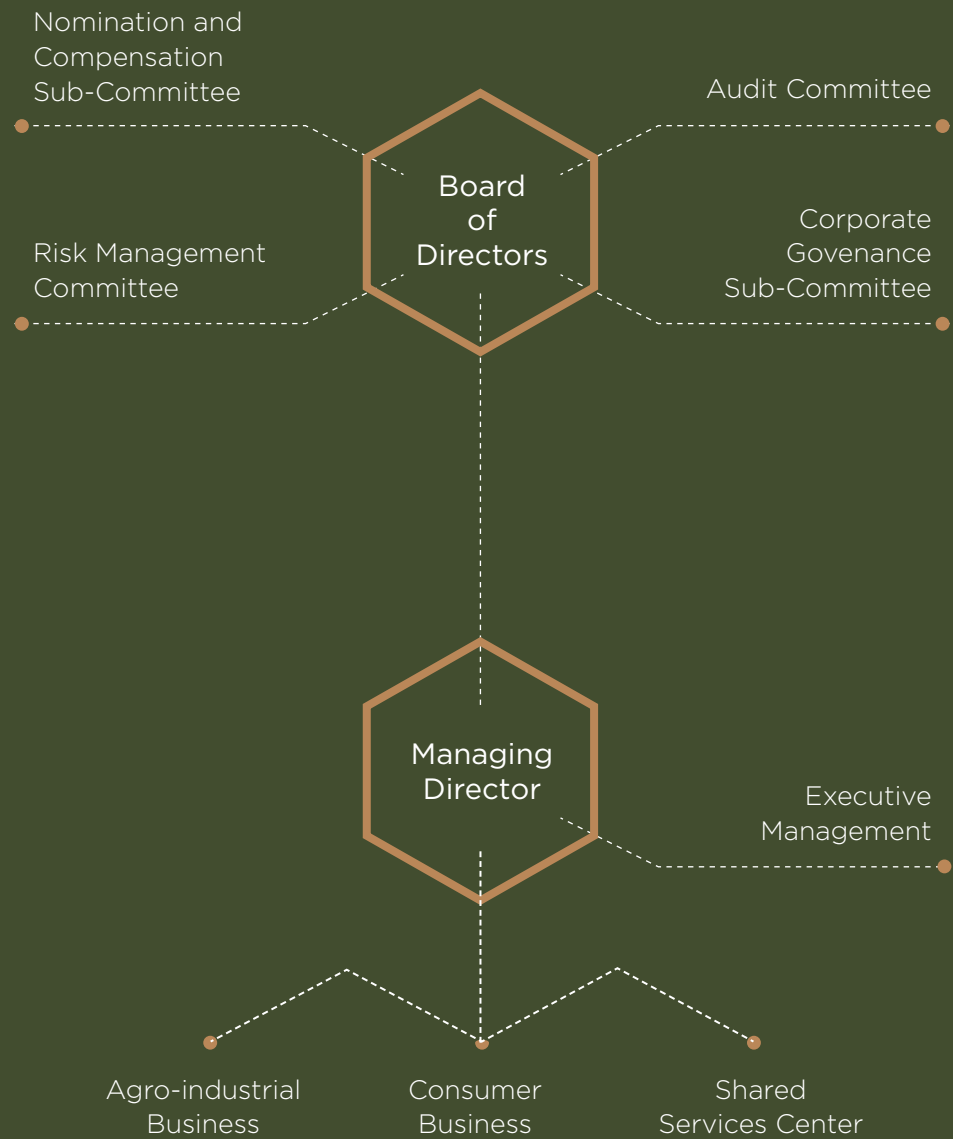 Nomination and
Compensation
Sub-Committee
Audit Committee
Board
of
Directors
Risk Management
Committee
Corporate
Govenance
Sub-Committee
Managing
Director
Executive
Management
Agro-industrial
Business
Consumer
Business
Shared
Services Center